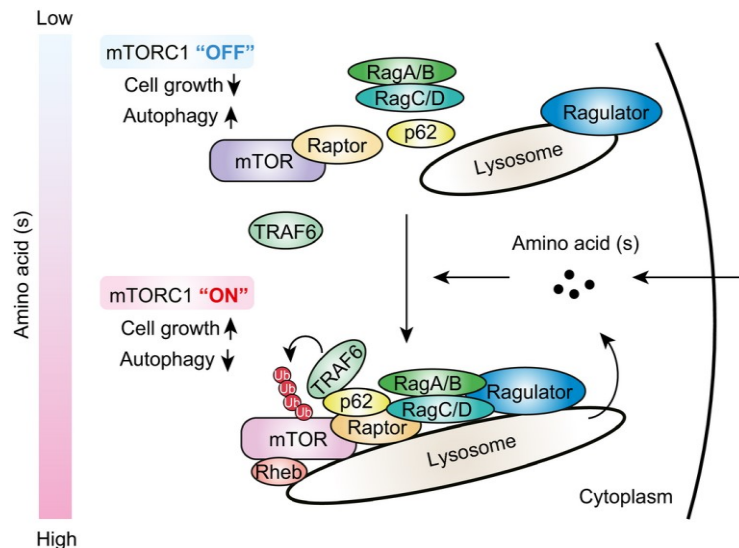 Low
mTORC1 “OFF”
Cell growth
Autophagy
RagA/B
RagC/D
p62
Raptor
mTOR
Ragulator
Lysosome
TRAF6
Amino acid (s)
Amino acid (s)
mTORC1 “ON”
Cell growth
Autophagy
TRAF6
Ub
Ub
Ub
Ub
p62
RagA/B
RagC/D
Ragulator
Raptor
mTOR
Lysosome
Rheb
Cytoplasm
High